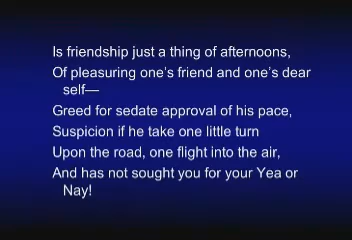 Is friendship just a thing of afternoons,
Of pleasuring one's friend and one's dear
self—
Greed for sedate approval of his pace,
Suspicion if he take one little turn
Upon the road, one flight into the air,
And has not sought you for your Yea or
Nay!